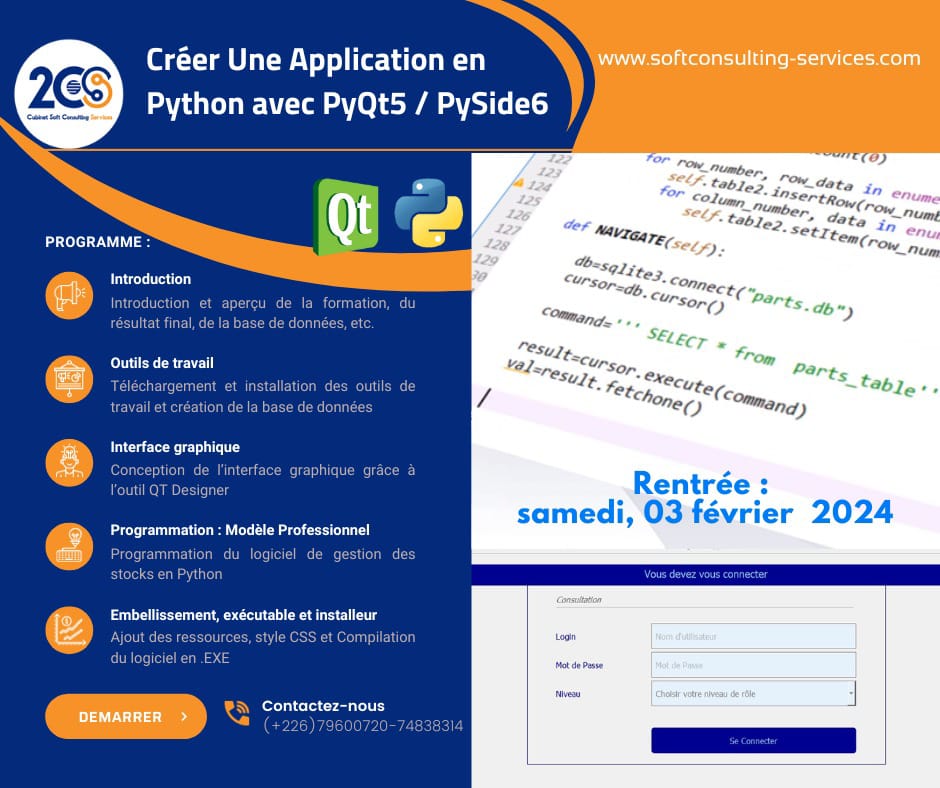 2CS
Cabinet Soft Consulting Services
Créer Une Application en
Python avec PyQt5 / PySide6
www.softconsulting-services.com
Qt
PROGRAMME :
Introduction
Introduction et aperçu de la formation, du
résultat final, de la base de données, etc.
Outils de travail
Téléchargement et installation des outils de
travail et création de la base de données
Interface graphique
Conception de l'interface graphique grâce à
l'outil QT Designer
Programmation : Modèle Professionnel
Programmation du logiciel de gestion des
stocks en Python
Embellissement, exécutable et installeur
Ajout des ressources, style CSS et Compilation
du logiciel en .EXE
DEMARRER >
Contactez-nous
(+226)79600720-74838314
122
123
124
125
126
127
128
129
30
(0)
for row_number, row_data in enume
self.table2.insertRow(row_numb
for column_number, data in enum
self.table2.setItem(row_num
def NAVIGATE(self):
db=sqlite3.connect("parts.db")
cursor=db.cursor()
command=''' SELECT * from parts_table''
result=cursor.execute(command)
val=result.fetchone()
Rentrée :
samedi, 03 février 2024
Vous devez vous connecter
Consultation
Login
Nom d'utilisateur
Mot de Passe
Mot de Passe
Niveau
Choisir votre niveau de rôle
Se Connecter